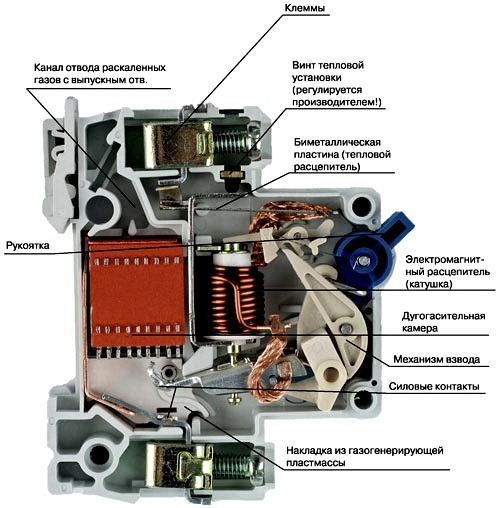 Клеммы
Канал отвода раскаленных
газов с выпускным отв.
Винт тепловой
установки
(регулируется
производителем!)
Биметаллическая
пластина (тепловой
расцепитель)
Рукоятка
Электромагнит-
ный расцепитель
(катушка)
Дугогасительная
камера
Механизм взвода
Силовые контакты
Накладка из газогенерирующей
пластмассы